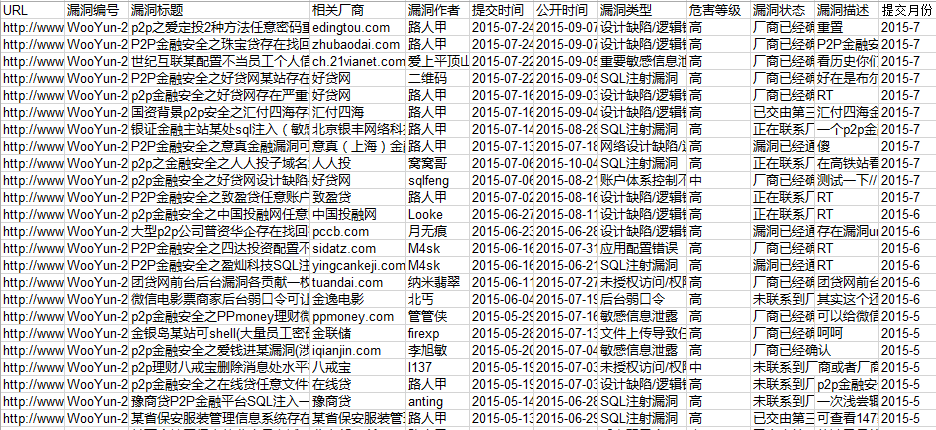 URL 漏洞编号 漏洞标题 相关厂商 漏洞作者 提交时间 公开时间 漏洞类型 危害等级 漏洞状态 漏洞描述 提交月份
http://www WooYun-2 p2p之爱定投2种方法任意密码重 edingtou.com 路人甲 2015-07-24 2015-09-07 设计缺陷/逻辑错 高 厂商已经确 重置 2015-7
http://www WooYun-2 P2P金融安全之珠宝贷存在找回 zhubaodai.com 路人甲 2015-07-24 2015-09-07 设计缺陷/逻辑错 高 厂商已经确 P2P金融安 2015-7
http://www WooYun-2 世纪互联某配置不当员工个人信 ch.21vianet.com 爱上平顶山 2015-07-22 2015-09-05 重要敏感信息泄 高 厂商已经确 看历史你们 2015-7
http://www WooYun-2 P2P金融安全之好贷网某站存在 好贷网 二维码 2015-07-22 2015-09-05 SQL注射漏洞 高 厂商已经确 好在是布尔 2015-7
http://www WooYun-2 p2p金融安全之好贷网存在严重 好贷网 路人甲 2015-07-16 2015-09-03 设计缺陷/逻辑错 高 厂商已经确 RT 2015-7
http://www WooYun-2 国资背景p2p安全之汇付四海存 汇付四海 路人甲 2015-07-15 2015-09-03 设计缺陷/逻辑错 高 已交由第三 汇付四海金 2015-7
http://www WooYun-2 银证金融主站某处sql注入（敏感 北京银丰网络科 路人甲 2015-07-14 2015-08-28 SQL注射漏洞 高 正在联系厂 一个p2p金 2015-7
http://www WooYun-2 P2P金融安全之意真金融漏洞可 意真（上海）金融 路人甲 2015-07-13 2015-07-18 网络设计缺陷/逻 高 漏洞已经通 傻 2015-7
http://www WooYun-2 p2p之金融安全之人人投子域名 人人投 窝窝哥 2015-07-06 2015-10-04 SQL注射漏洞 高 正在联系厂 在高铁站看 2015-7
http://www WooYun-2 p2p金融安全之好贷网设计缺陷 好贷网 sqlfeng 2015-07-06 2015-08-21 账户体系控制不 中 厂商已经确 测试一下// 2015-7
http://www WooYun-2 p2p金融安全之致盈贷任意账户 致盈贷 路人甲 2015-07-02 2015-08-16 设计缺陷/逻辑错 高 厂商已经确 RT 2015-7
http://www WooYun-2 p2p金融安全之中国投融网任意 中国投融网 Looke 2015-06-27 2015-08-11 设计缺陷/逻辑错 高 厂商已经确 RT 2015-6
http://www WooYun-2 大型p2p公司普资华企存在找回 pccb.com 月无痕 2015-06-23 2015-06-28 设计缺陷/逻辑错 高 漏洞已经通 存在漏洞ur 2015-6
http://www WooYun-2 P2P金融安全之四达投资配置不 sidatz.com M4sk 2015-06-16 2015-07-31 应用配置错误 高 厂商已经确 RT 2015-6
http://www WooYun-2 P2P金融安全之盈灿科技SQL注 yingcankeji.com M4sk 2015-06-16 2015-06-21 SQL注射漏洞 高 漏洞已经通 RT 2015-6
http://www WooYun-2 团贷网前台后台漏洞各贡献一枚 tuandai.com 纳米翡翠 2015-06-11 2015-07-27 未授权访问/权限 高 厂商已经确 RT 2015-6
http://www WooYun-2 微信电影票商家后台弱口令可让 金逸电影 北丐 2015-06-04 2015-07-19 后台弱口令 高 未联系到厂 其实这个还 2015-6
http://www WooYun-2 p2p金融安全之PPmoney理财微 ppmoney.com 管管侠 2015-05-29 2015-07-16 敏感信息泄露 高 厂商已经确 可以给微信 2015-5
http://www WooYun-2 金银岛某站可shell(大量员工密码 金联储 firexp 2015-05-28 2015-07-13 文件上传导致任 高 厂商已经确 呵呵 2015-5
http://www WooYun-2 p2p金融安全之爱钱进某漏洞(涉 iqianjin.com 李旭敏 2015-05-20 2015-07-04 敏感信息泄露 高 厂商已经确认 2015-5
http://www WooYun-2 p2p理财八戒宝删除消息处水平 八戒宝 I137 2015-05-19 2015-07-03 未授权访问/权限 中 未联系到厂商或者厂商 2015-5
http://www WooYun-2 p2p金融安全之在线贷任意文件 在线贷 路人甲 2015-05-19 2015-07-03 设计缺陷/逻辑错 高 未联系到厂 p2p金融安 2015-5
http://www WooYun-2 豫商贷P2P金融平台SQL注入一 豫商贷 anting 2015-05-14 2015-06-28 SQL注射漏洞 高 未联系到厂 一次浅尝辄 2015-5
http://www WooYun-2 某省保安服装管理信息系统存在 某省保安服装管 路人甲 2015-05-13 2015-06-29 SQL注射漏洞 高 已交由第三 可查看147 2015-5